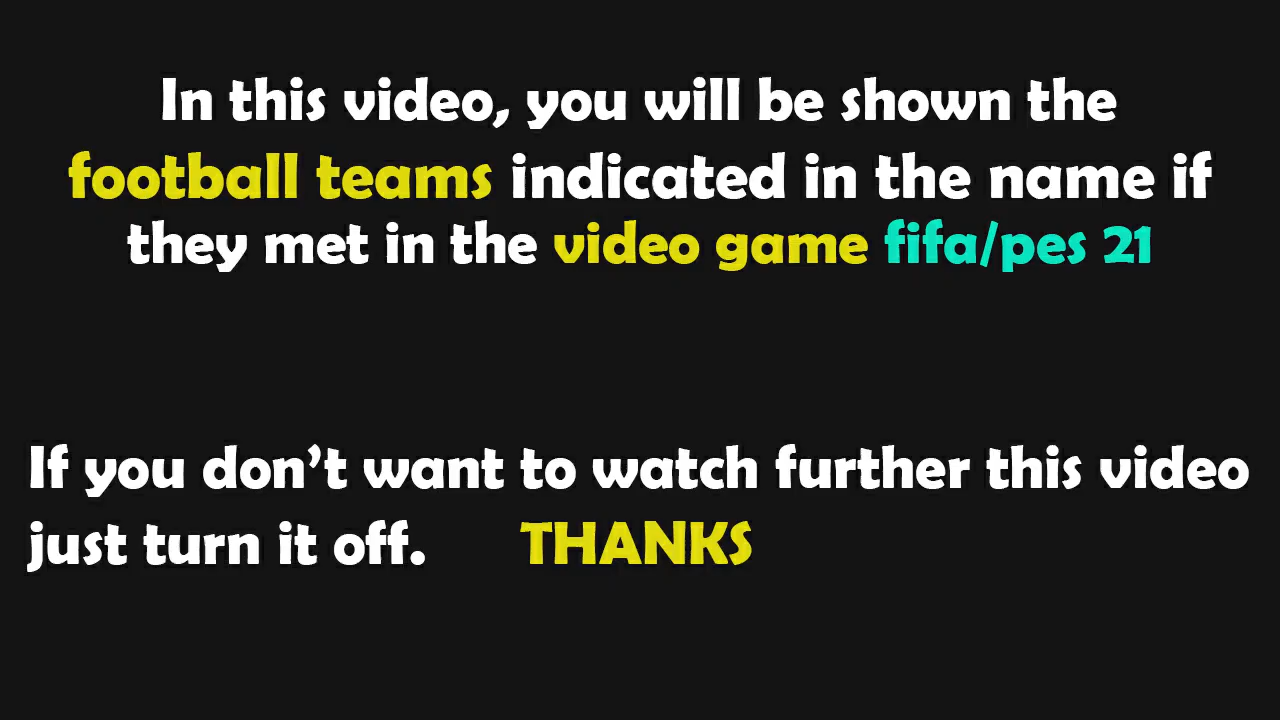 In this video, you will be shown the
football teams indicated in the name if
they met in the video game fifa/pes 21
If you don't want to watch further this video
just turn it off. THANKS